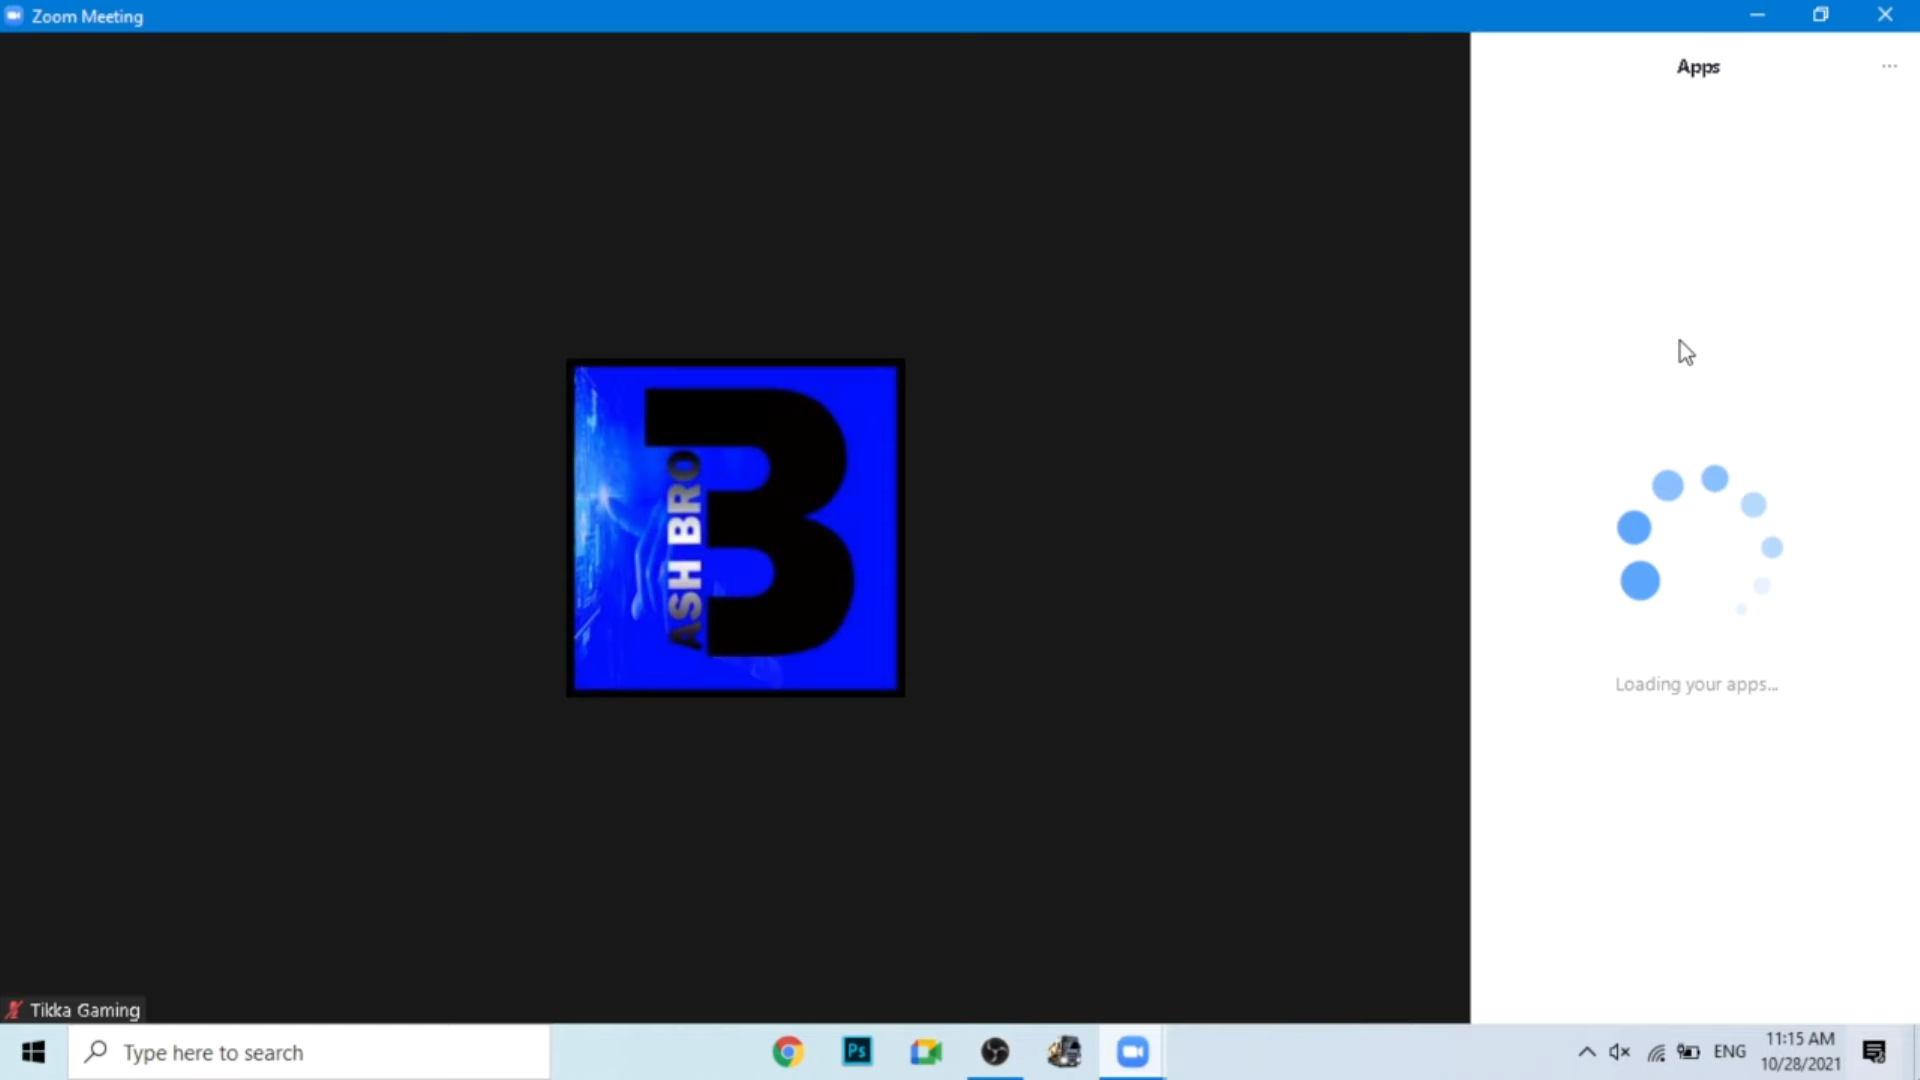 Zoom Meeting
Apps
ASH BRO
B
Loading your apps...
Tikka Gaming
Type here to search
Ps
ENG
11:15 AM
10/28/2021